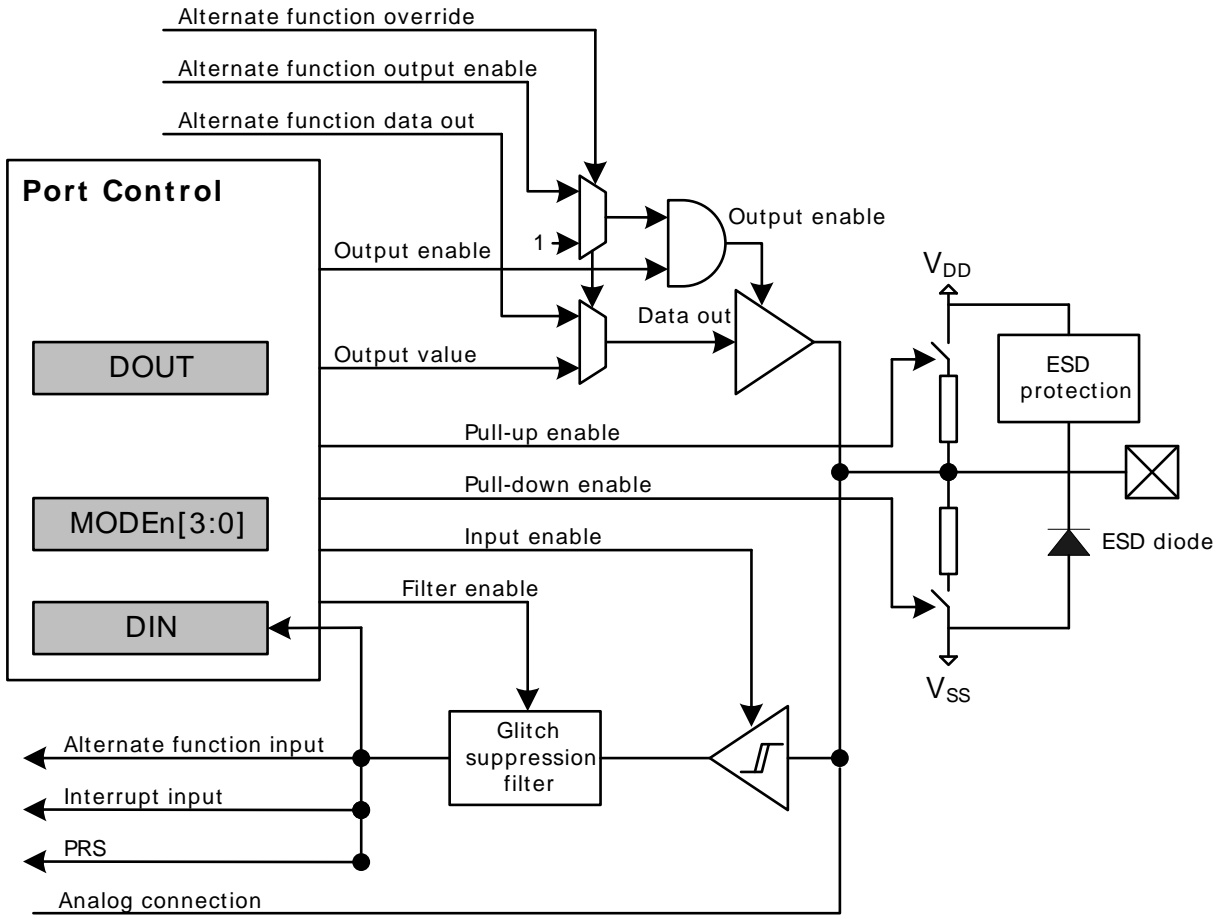 Alternate function override
Alternate function output enable
Alternate function data out
Port Control
Output enable
1
Output enable
Data out
DOUT
Output value
Pull-up enable
Pull-down enable
MODEn[3:0]
Input enable
Filter enable
DIN
VDD
ESD
protection
ESD diode
VSS
Glitch
suppression
filter
Alternate function input
Interrupt input
PRS
Analog connection